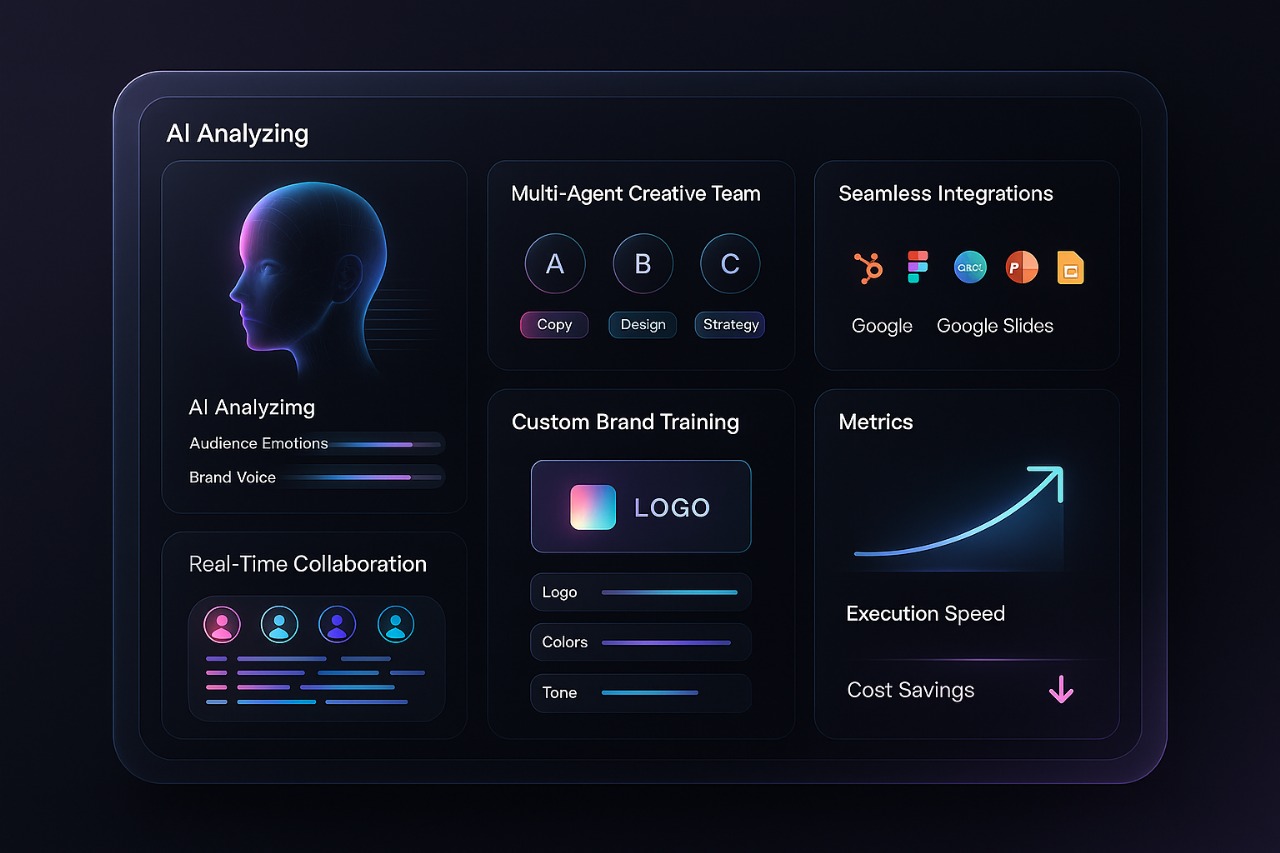 AI Analyzing
AI Analyzimg
Audience Emotions
Brand Voice
Real-Time Collaboration
Multi-Agent Creative Team
A B C
Copy Design Strategy
Custom Brand Training
LOGO
Logo
Colors
Tone
Seamless Integrations
P
Google Google Slides
Metrics
Execution Speed
Cost Savings